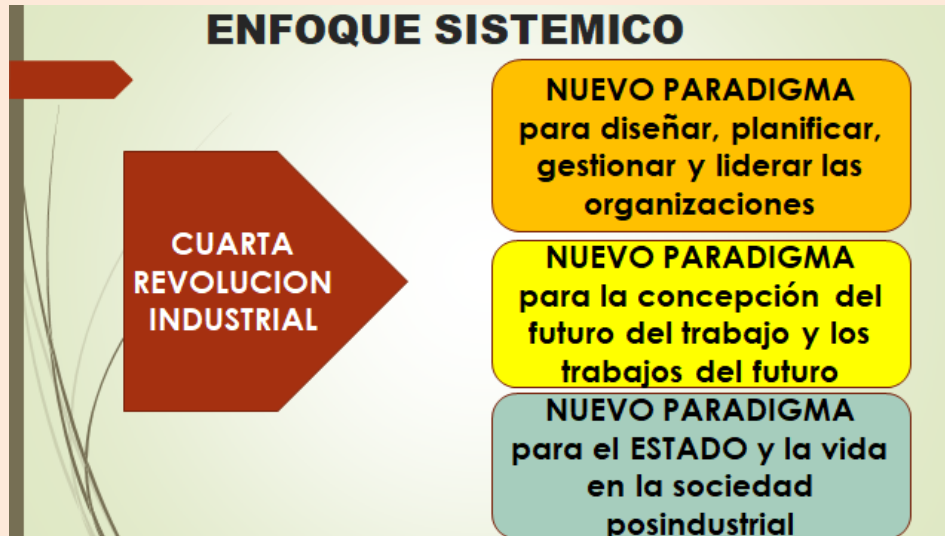 ENFOQUE SISTEMICO
CUARTA
REVOLUCION
INDUSTRIAL
NUEVO PARADIGMA
para diseñar, planificar,
gestionar y liderar las
organizaciones
NUEVO PARADIGMA
para la concepción del
futuro del trabajo y los
trabajos del futuro
NUEVO PARADIGMA
para el ESTADO y la vida
en la sociedad
posindustrial